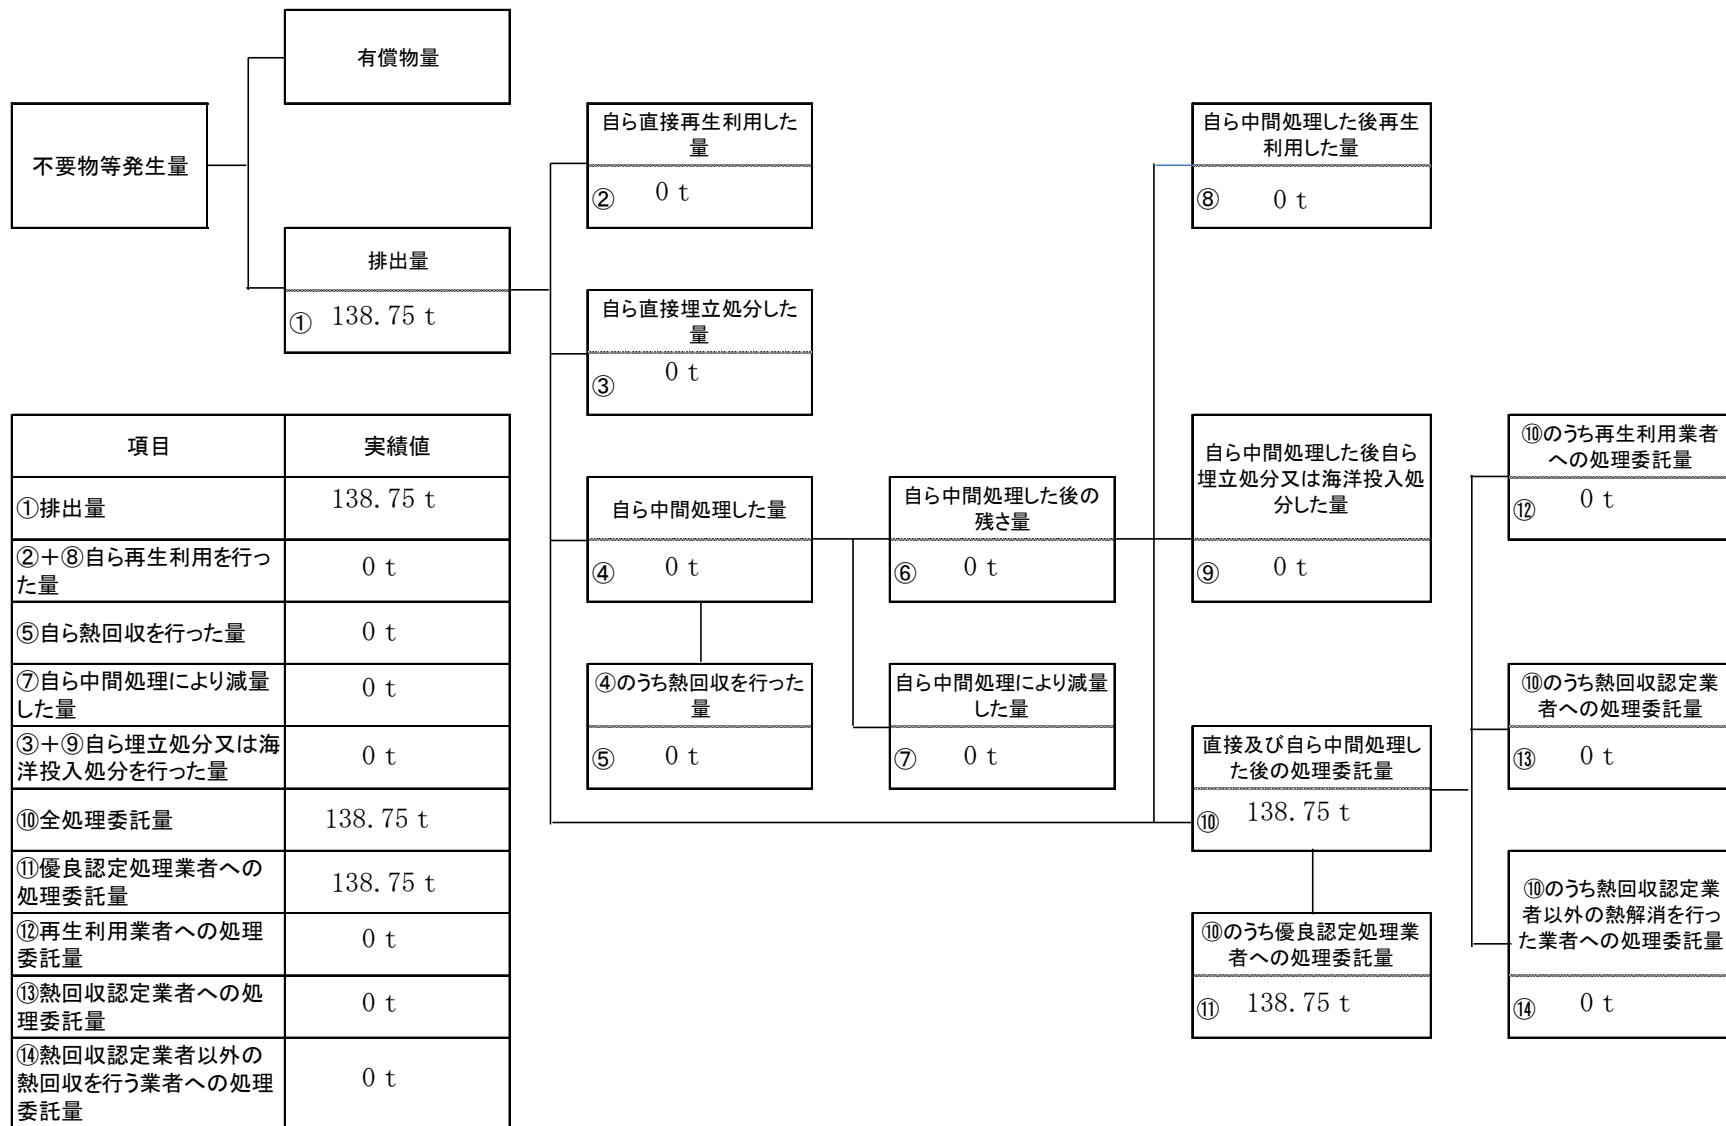 有償物量
不要物等発生量
排出量
① 138.75 t
自ら直接再生利用した
量
② 0 t
自ら直接埋立処分した
量
③ 0 t
自ら中間処理した量
④ 0 t
④のうち熱回収を行った
量
⑤ 0 t
自ら中間処理した後の
残さ量
⑥ 0 t
自ら中間処理により減量
した量
⑦ 0 t
自ら中間処理した後再生
利用した量
⑧ 0 t
自ら中間処理した後自ら
埋立処分又は海洋投入処
分した量
⑨ 0 t
直接及び自ら中間処理し
た後の処理委託量
⑩ 138.75 t
⑩のうち優良認定処理業
者への処理委託量
⑪ 138.75 t
⑩のうち再生利用業者
への処理委託量
⑫ 0 t
⑩のうち熱回収認定業
者への処理委託量
⑬ 0 t
⑩のうち熱回収認定業
者以外の熱解消を行っ
た業者への処理委託量
⑭ 0 t
項目 実績値
①排出量 138.75 t
②+⑧自ら再生利用を行っ
た量 0 t
⑤自ら熱回収を行った量 0 t
⑦自ら中間処理により減量
した量 0 t
③+⑨自ら埋立処分又は海
洋投入処分を行った量 0 t
⑩全処理委託量 138.75 t
⑪優良認定処理業者への
処理委託量 138.75 t
⑫再生利用業者への処理
委託量 0 t
⑬熱回収認定業者への処
理委託量 0 t
⑭熱回収認定業者以外の
熱回収を行う業者への処理
委託量 0 t